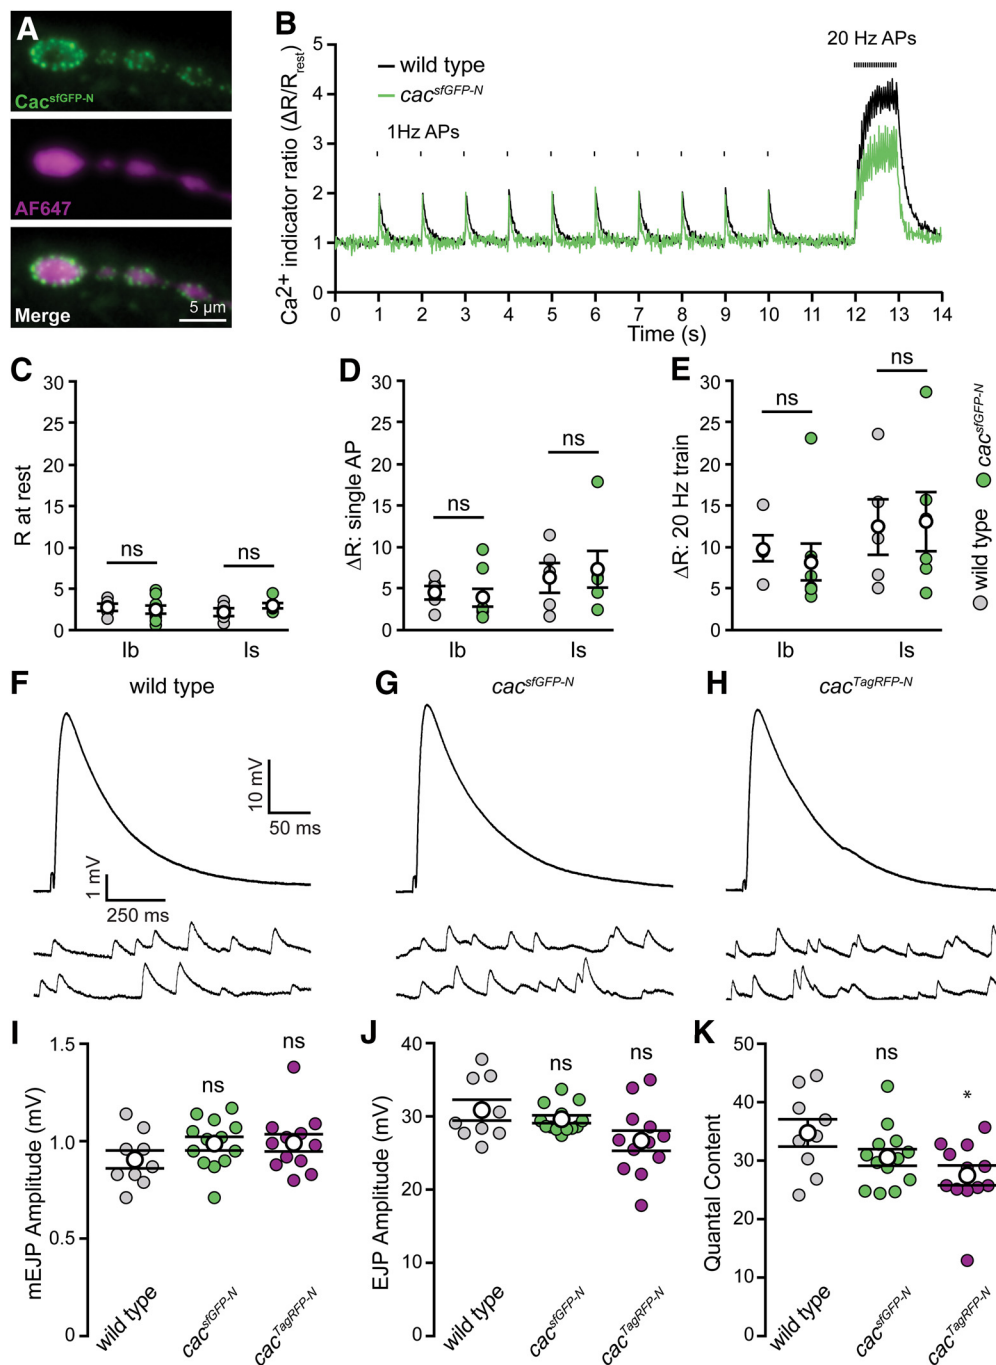 A
Cac^sfGFP-N
AF647
Merge
5 µm
B
Ca2+ indicator ratio (ΔR/Rrest)
5
4
3
2
1
0
wild type
cac^sfGFP-N
1Hz APs
20 Hz APs
0 1 2 3 4 5 6 7 8 9 10 11 12 13 14
Time (s)
C
R at rest
30
25
20
15
10
5
0
ns
ns
Ib
Is
D
ΔR: single AP
30
25
20
15
10
5
0
ns
ns
Ib
Is
E
ΔR: 20 Hz train
30
25
20
15
10
5
0
ns
ns
Ib
Is
wild type
cac^sfGFP-N
F
wild type
10 mV
50 ms
1 mV
250 ms
G
cac^sfGFP-N
H
cac^TagRFP-N
I
mEJP Amplitude (mV)
1.5
1.0
0.5
0
ns
ns
wild type
cac^sfGFP-N
cac^TagRFP-N
J
EJP Amplitude (mV)
40
30
20
10
0
ns
ns
wild type
cac^sfGFP-N
cac^TagRFP-N
K
Quantal Content
50
40
30
20
10
0
ns
*
wild type
cac^sfGFP-N
cac^TagRFP-N